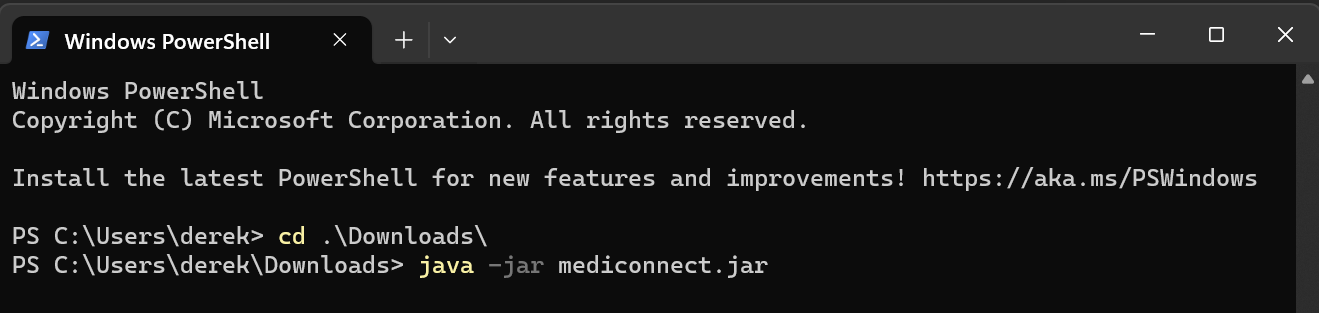 Windows PowerShell
Windows PowerShell
Copyright (C) Microsoft Corporation. All rights reserved.
Install the latest PowerShell for new features and improvements! https://aka.ms/PSWindows
PS C:\Users\derek> cd .\Downloads\
PS C:\Users\derek\Downloads> java -jar mediconnect.jar